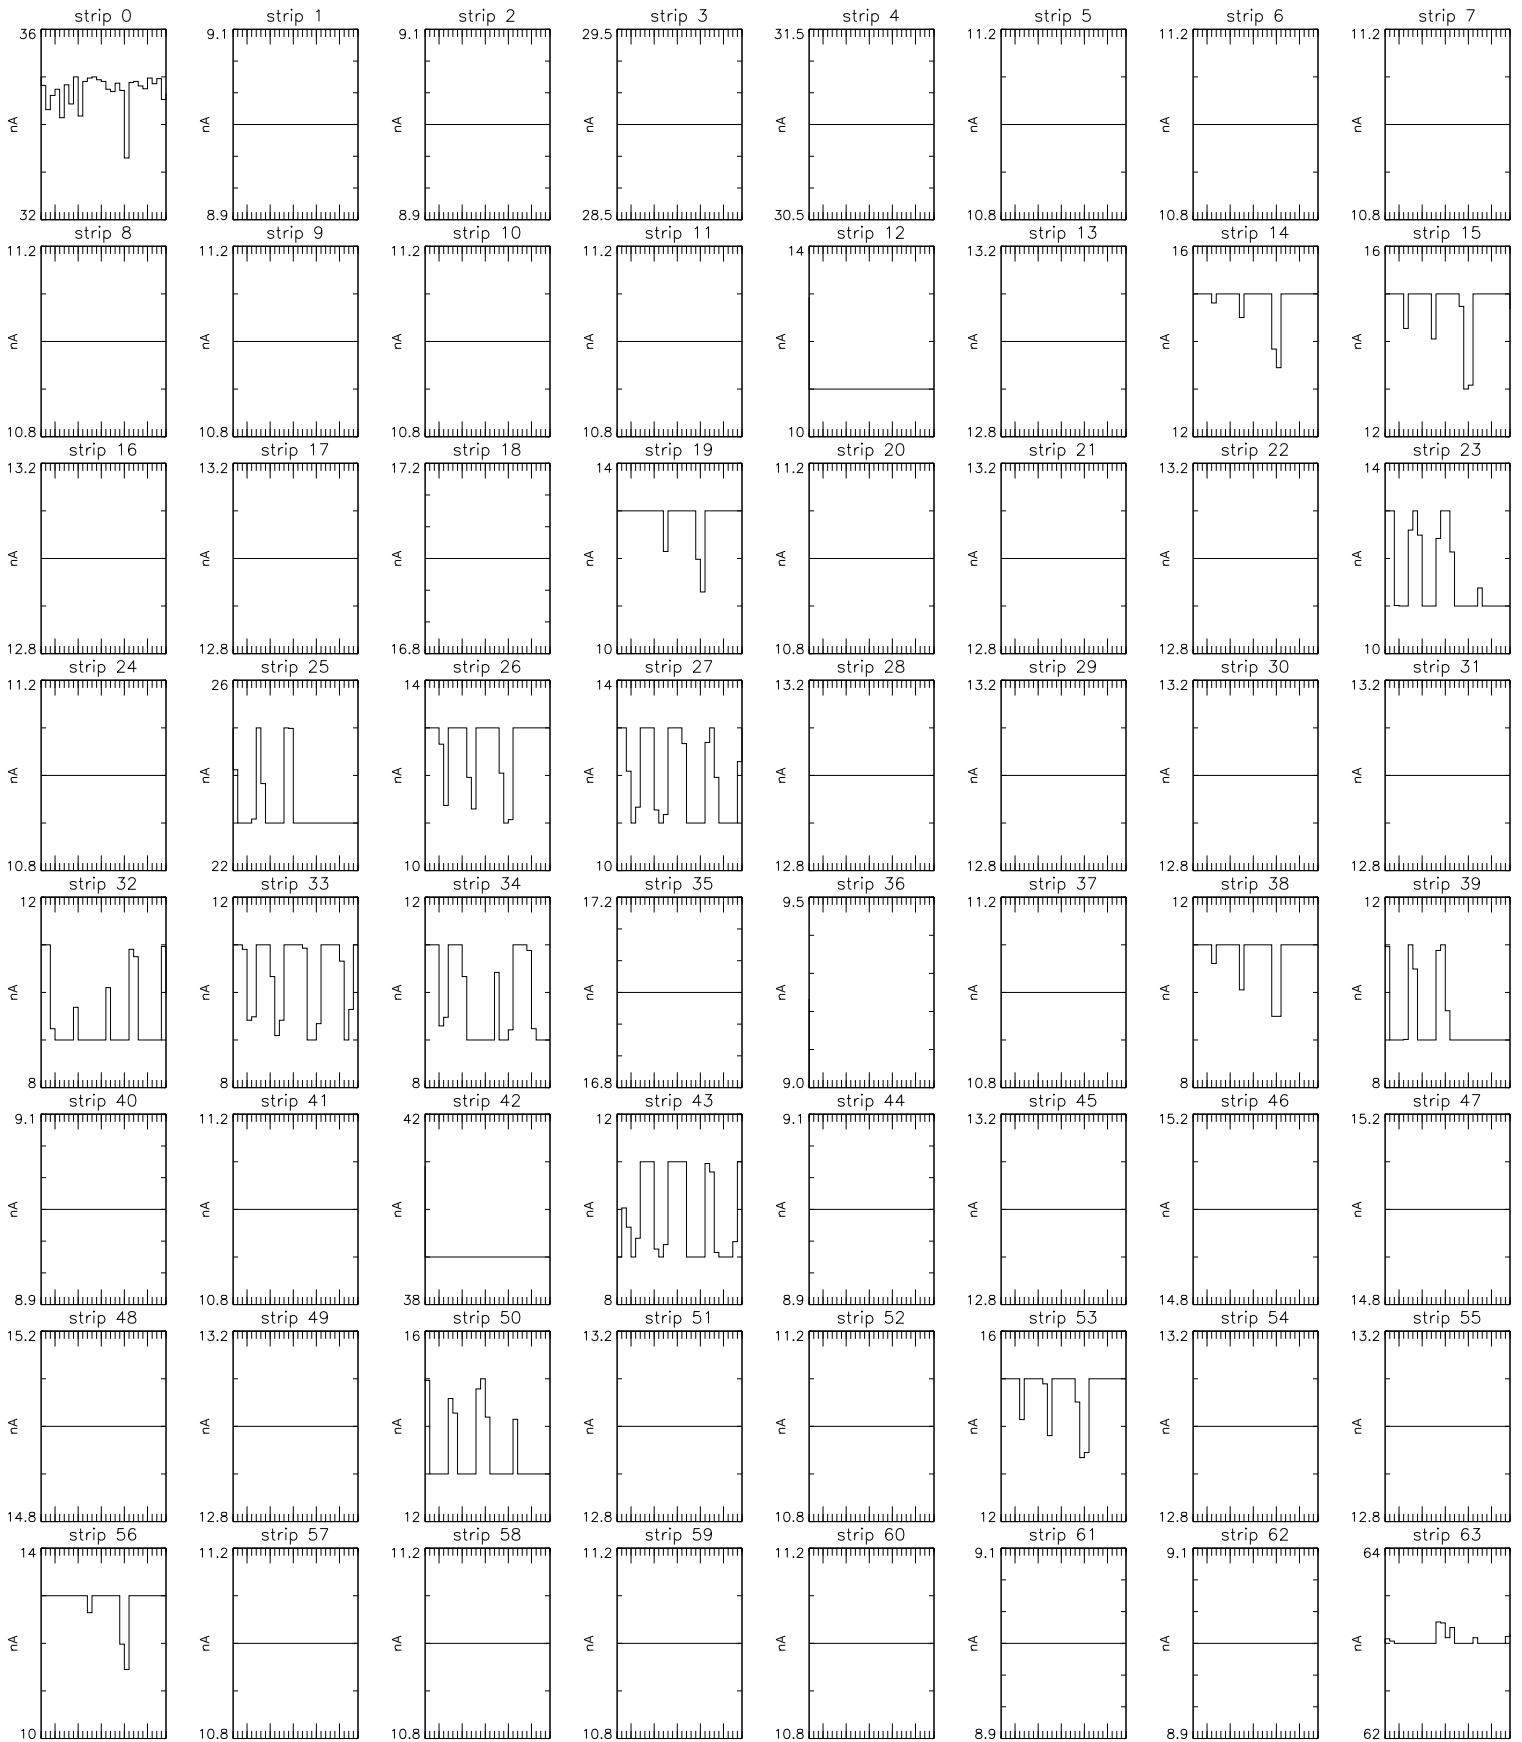 strip 0 strip 1 strip 2 strip 3 strip 4 strip 5 strip 6 strip 7
36 9.1 9.1 29.5 31.5 11.2 11.2 11.2
nA nA nA nA nA nA nA nA
32 8.9 8.9 28.5 30.5 10.8 10.8 10.8
strip 8 strip 9 strip 10 strip 11 strip 12 strip 13 strip 14 strip 15
11.2 11.2 11.2 11.2 14 13.2 16 16
nA nA nA nA nA nA nA nA
10.8 10.8 10.8 10.8 10 12.8 12 12
strip 16 strip 17 strip 18 strip 19 strip 20 strip 21 strip 22 strip 23
13.2 13.2 17.2 14 11.2 13.2 13.2 14
nA nA nA nA nA nA nA nA
12.8 12.8 16.8 10 10.8 12.8 12.8 10
strip 24 strip 25 strip 26 strip 27 strip 28 strip 29 strip 30 strip 31
11.2 26 14 14 13.2 13.2 13.2 13.2
nA nA nA nA nA nA nA nA
10.8 22 10 10 12.8 12.8 12.8 12.8
strip 32 strip 33 strip 34 strip 35 strip 36 strip 37 strip 38 strip 39
12 12 12 17.2 9.5 11.2 12 12
nA nA nA nA nA nA nA nA
8 8 8 16.8 9.0 10.8 8 8
strip 40 strip 41 strip 42 strip 43 strip 44 strip 45 strip 46 strip 47
9.1 11.2 42 12 9.1 13.2 15.2 15.2
nA nA nA nA nA nA nA nA
8.9 10.8 38 8 8.9 12.8 14.8 14.8
strip 48 strip 49 strip 50 strip 51 strip 52 strip 53 strip 54 strip 55
15.2 13.2 16 13.2 11.2 16 13.2 13.2
nA nA nA nA nA nA nA nA
14.8 12.8 12 12.8 10.8 12 12.8 12.8
strip 56 strip 57 strip 58 strip 59 strip 60 strip 61 strip 62 strip 63
14 11.2 11.2 11.2 11.2 9.1 9.1 64
nA nA nA nA nA nA nA nA
10 10.8 10.8 10.8 10.8 8.9 8.9 62